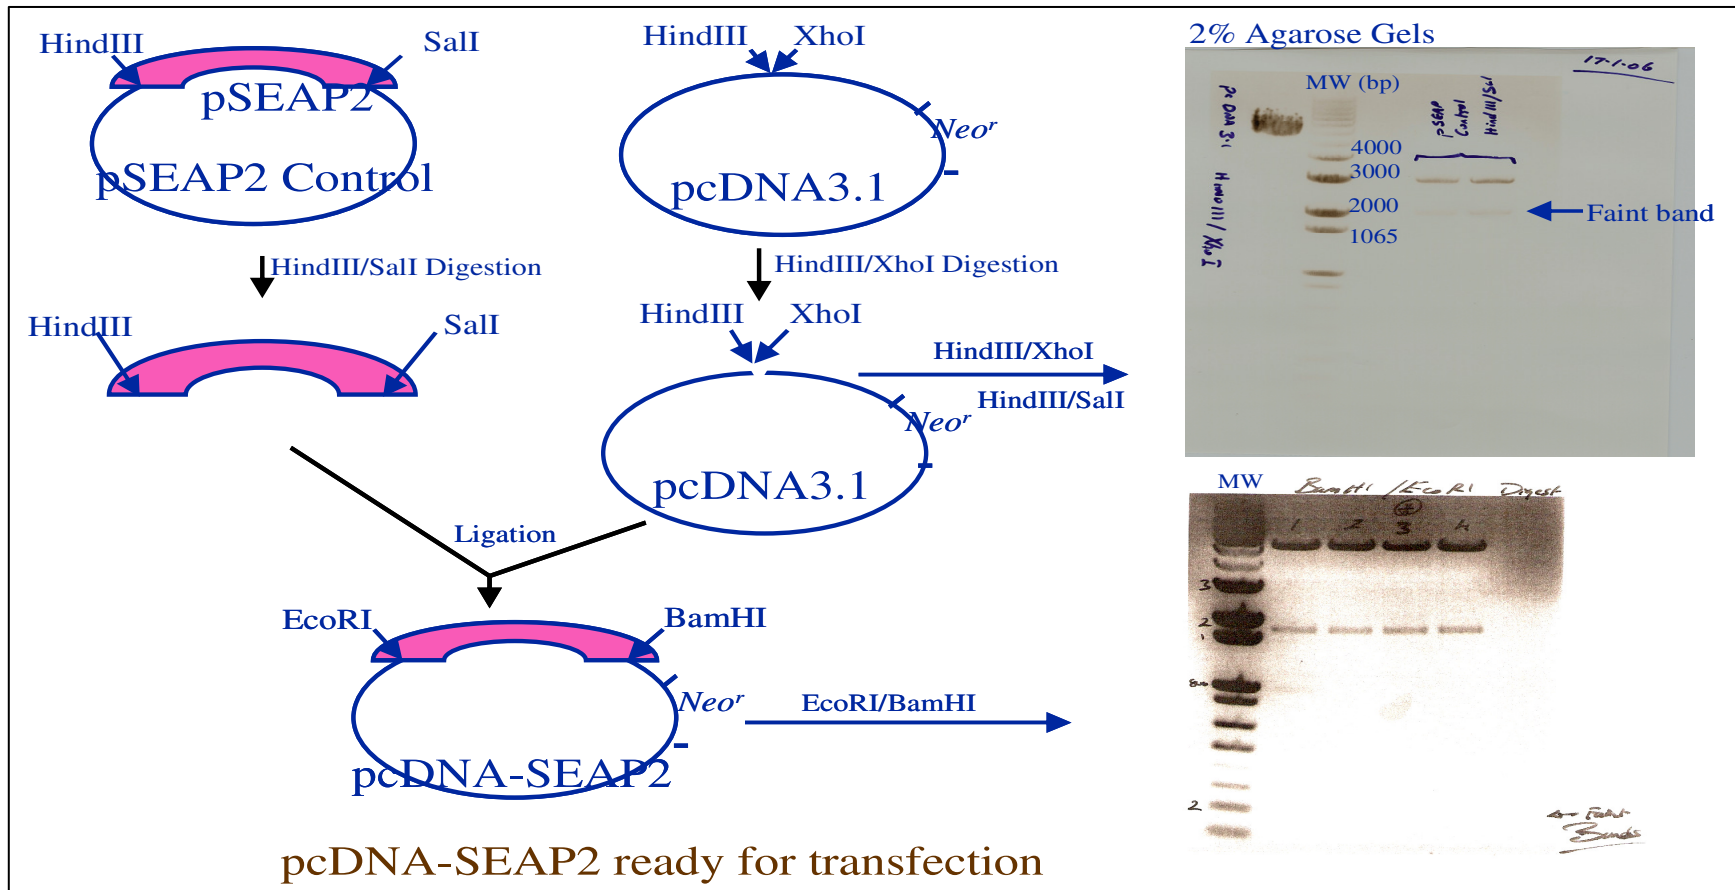 HindIII
SalI
pSEAP2
pSEAP2 Control
HindIII/SalI Digestion
HindIII
SalI
HindIII XhoI
Neoʳ
pcDNA3.1
HindIII/XhoI Digestion
HindIII XhoI
HindIII/XhoI
HindIII/SalI
Neoʳ
pcDNA3.1
Ligation
EcoRI
BamHI
Neoʳ
EcoRI/BamHI
pcDNA-SEAP2
pcDNA-SEAP2 ready for transfection
2% Agarose Gels
17-1-06
MW (bp)
pcDNA 3.1 HindIII/XhoI
pSEAP
Control
HindIII/
4000
3000
2000
1065
Faint band
MW
BamHI/EcoRI Digest
+
1 2 3 4
3
2
1
2
← Faint
Bands